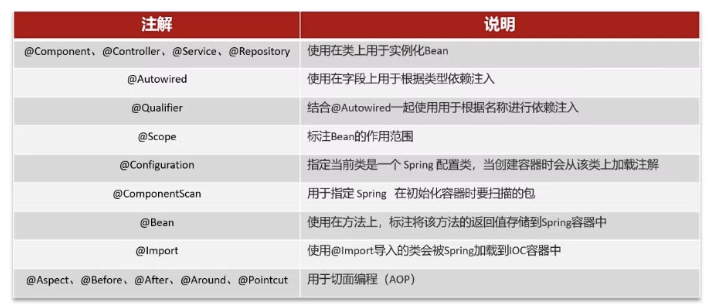 注解 说明
@Component、@Controller、@Service、@Repository 使用在类上用于实例化Bean
@Autowired 使用在字段上用于根据类型依赖注入
@Qualifier 结合@Autowired一起使用用于根据名称进行依赖注入
@Scope 标注Bean的作用范围
@Configuration 指定当前类是一个 Spring 配置类，当创建容器时会从该类上加载注解
@ComponentScan 用于指定 Spring 在初始化容器时要扫描的包
@Bean 使用在方法上，标注将该方法的返回值存储到Spring容器中
@Import 使用@Import导入的类会被Spring加载到IOC容器中
@Aspect、@Before、@After、@Around、@Pointcut 用于切面编程（AOP）